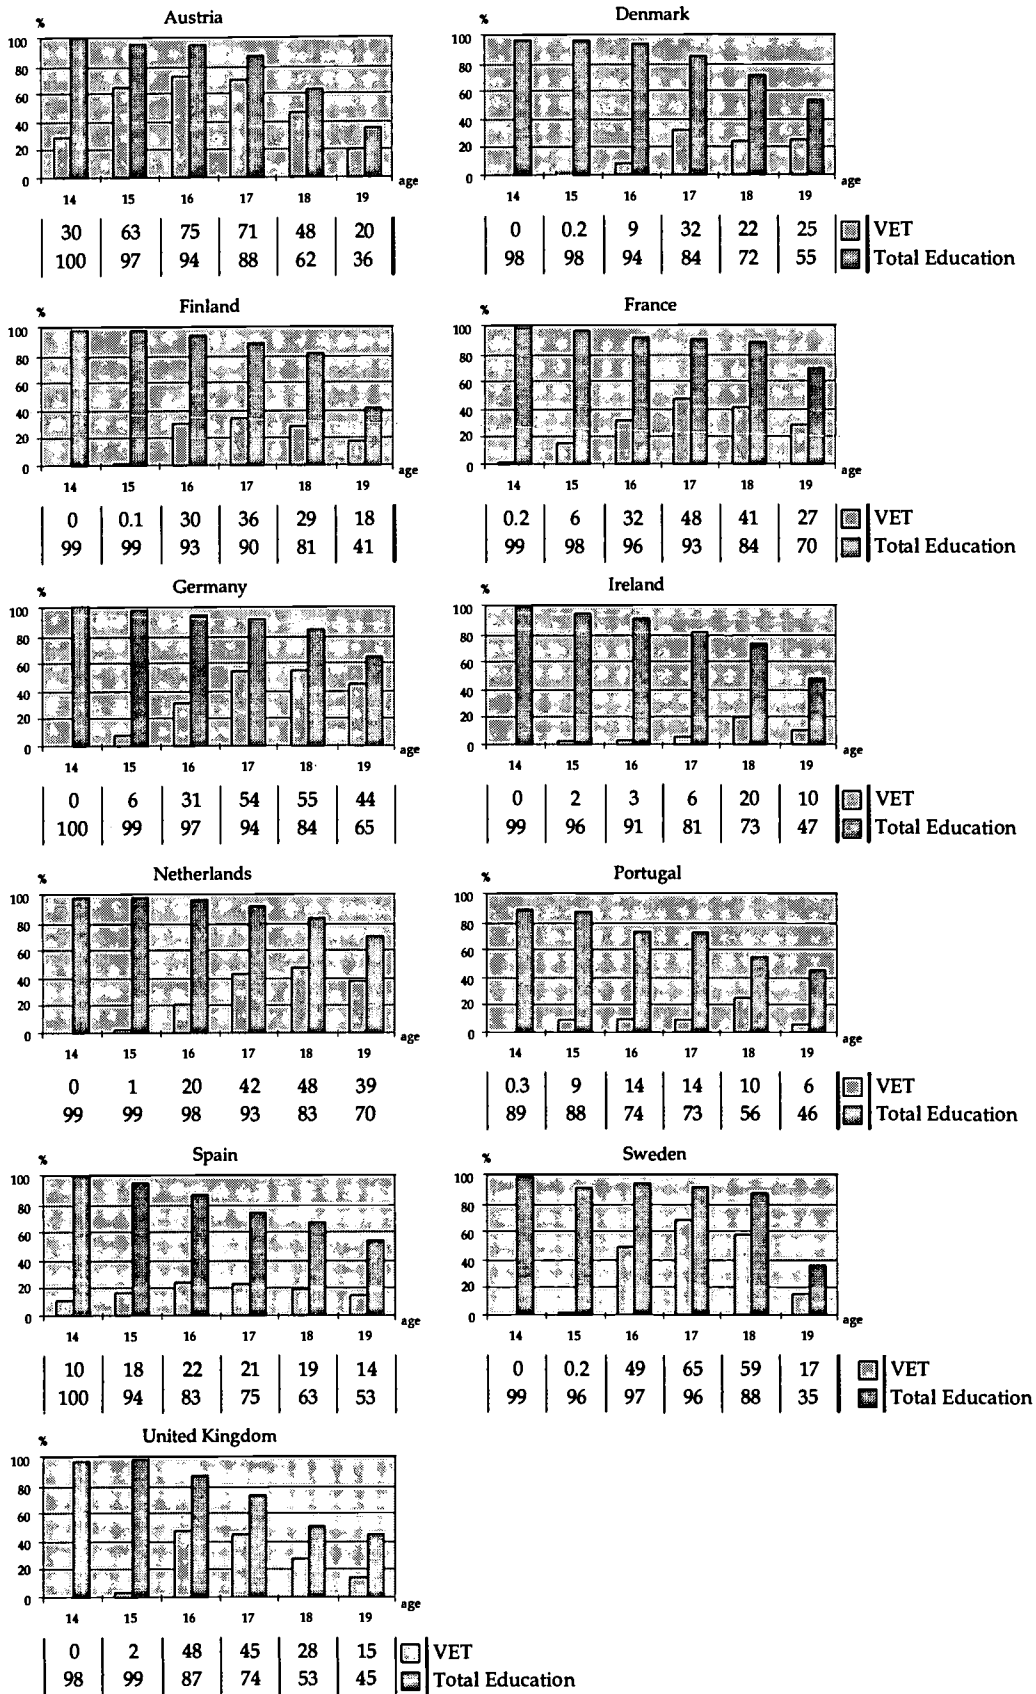 Austria
%
100
80
60
40
20
0
14 15 16 17 18 19 age
30 63 75 71 48 20
100 97 94 88 62 36
Denmark
%
100
80
60
40
20
0
14 15 16 17 18 19 age
0 0.2 9 32 22 25 VET
98 98 94 84 72 55 Total Education
Finland
%
100
80
60
40
20
0
14 15 16 17 18 19 age
0 0.1 30 36 29 18
99 99 93 90 81 41
France
%
100
80
60
40
20
0
14 15 16 17 18 19 age
0.2 6 32 48 41 27 VET
99 98 96 93 84 70 Total Education
Germany
%
100
80
60
40
20
0
14 15 16 17 18 19 age
0 6 31 54 55 44
100 99 97 94 84 65
Ireland
%
100
80
60
40
20
0
14 15 16 17 18 19 age
0 2 3 6 20 10 VET
99 96 91 81 73 47 Total Education
Netherlands
%
100
80
60
40
20
0
14 15 16 17 18 19 age
0 1 20 42 48 39
99 99 98 93 83 70
Portugal
%
100
80
60
40
20
0
14 15 16 17 18 19 age
0.3 9 14 14 10 6 VET
89 88 74 73 56 46 Total Education
Spain
%
100
80
60
40
20
0
14 15 16 17 18 19 age
10 18 22 21 19 14
100 94 83 75 63 53
Sweden
%
100
80
60
40
20
0
14 15 16 17 18 19 age
0 0.2 49 65 59 17 VET
99 96 97 96 88 35 Total Education
United Kingdom
%
100
80
60
40
20
0
14 15 16 17 18 19 age
0 2 48 45 28 15 VET
98 99 87 74 53 45 Total Education